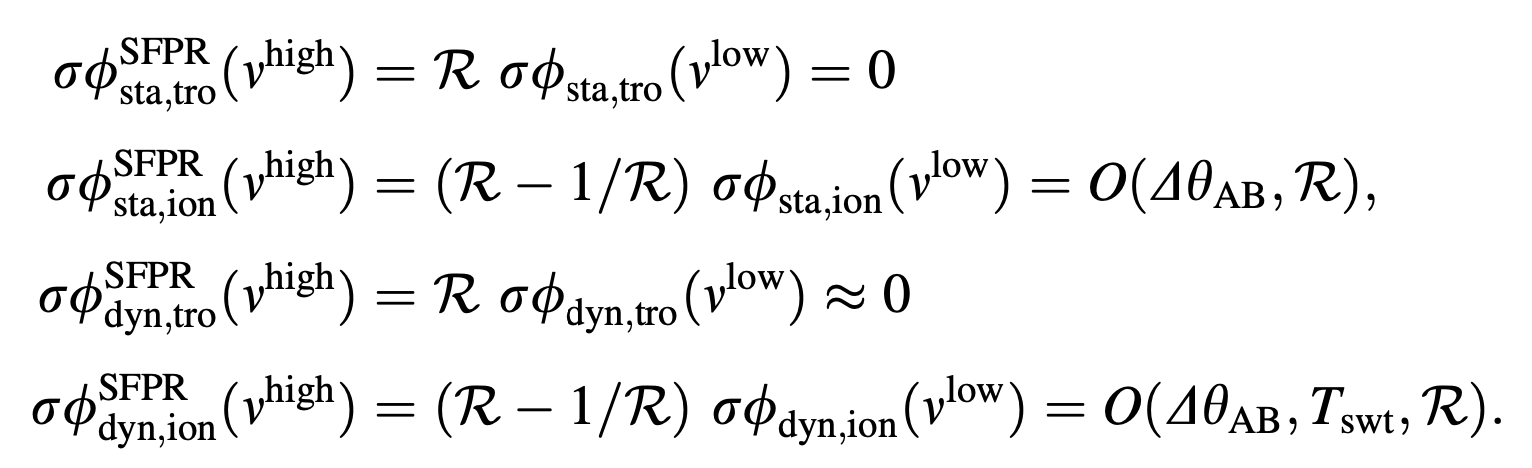 σϕ^SFPR_sta,tro(ν^high) = ℛ σϕ_sta,tro(ν^low) = 0
σϕ^SFPR_sta,ion(ν^high) = (ℛ − 1/ℛ) σϕ_sta,ion(ν^low) = O(Δθ_AB, ℛ),
σϕ^SFPR_dyn,tro(ν^high) = ℛ σϕ_dyn,tro(ν^low) ≈ 0
σϕ^SFPR_dyn,ion(ν^high) = (ℛ − 1/ℛ) σϕ_dyn,ion(ν^low) = O(Δθ_AB, T_swt, ℛ).